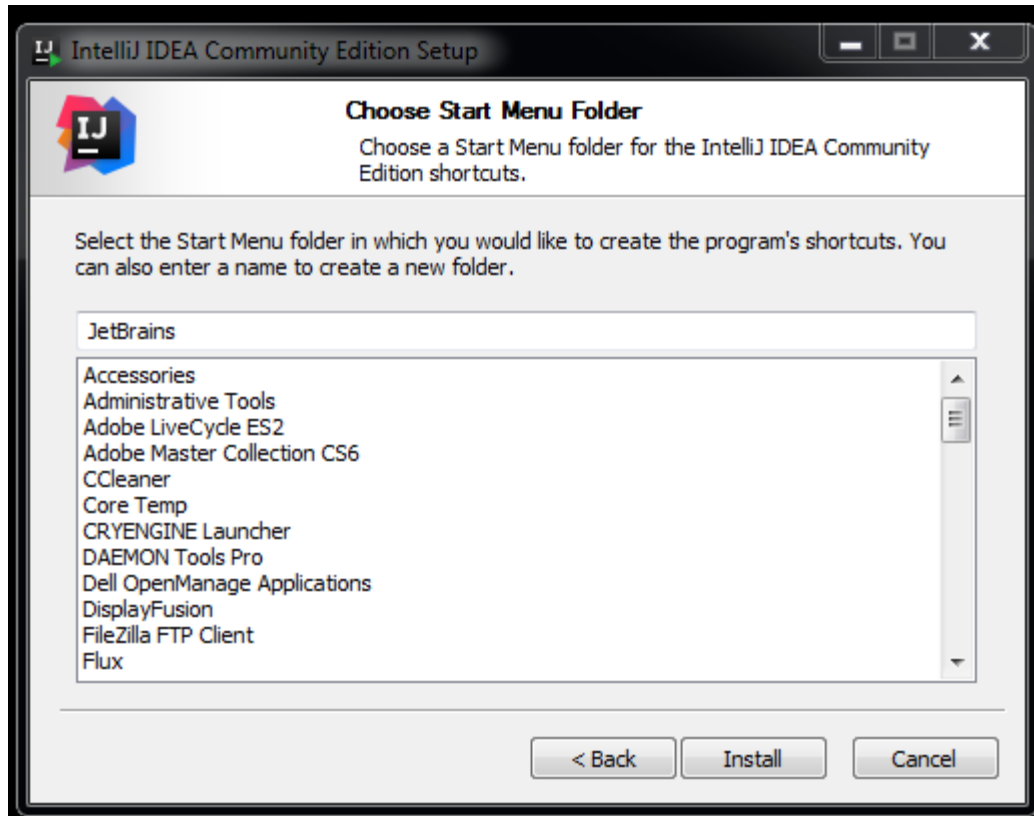 IntelliJ IDEA Community Edition Setup
IJ
Choose Start Menu Folder
Choose a Start Menu folder for the IntelliJ IDEA Community
Edition shortcuts.
Select the Start Menu folder in which you would like to create the program's shortcuts. You
can also enter a name to create a new folder.
JetBrains
Accessories
Administrative Tools
Adobe LiveCycle ES2
Adobe Master Collection CS6
CCleaner
Core Temp
CRYENGINE Launcher
DAEMON Tools Pro
Dell OpenManage Applications
DisplayFusion
FileZilla FTP Client
Flux
< Back
Install
Cancel